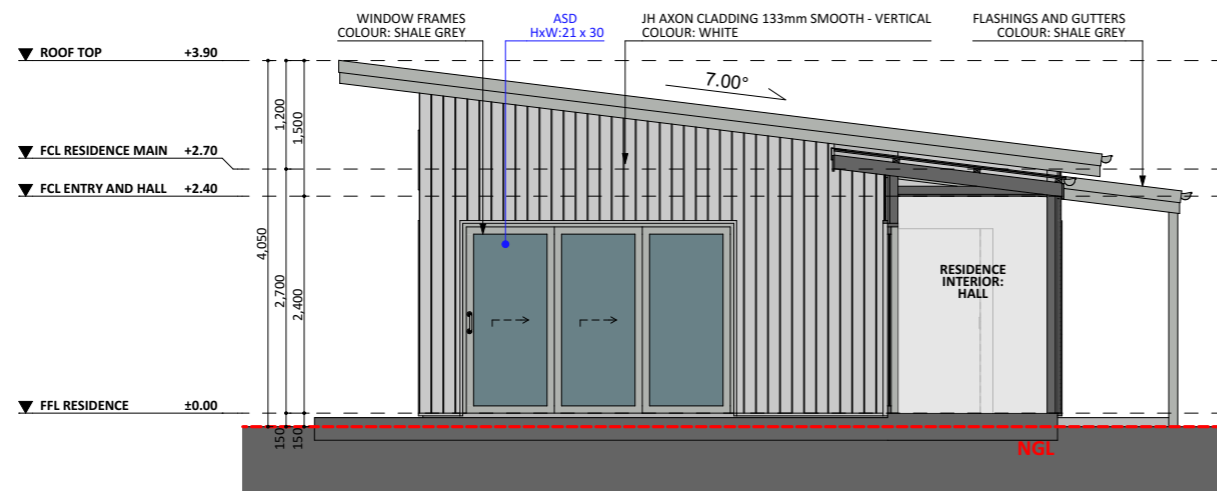 WINDOW FRAMES
COLOUR: SHALE GREY
ASD
HxW:21 x 30
JH AXON CLADDING 133mm SMOOTH - VERTICAL
COLOUR: WHITE
FLASHINGS AND GUTTERS
COLOUR: SHALE GREY
ROOF TOP +3.90
7.00°
1,200
1,500
FCL RESIDENCE MAIN +2.70
FCL ENTRY AND HALL +2.40
4,050
2,700
2,400
RESIDENCE
INTERIOR:
HALL
FFL RESIDENCE ±0.00
150
150
NGL